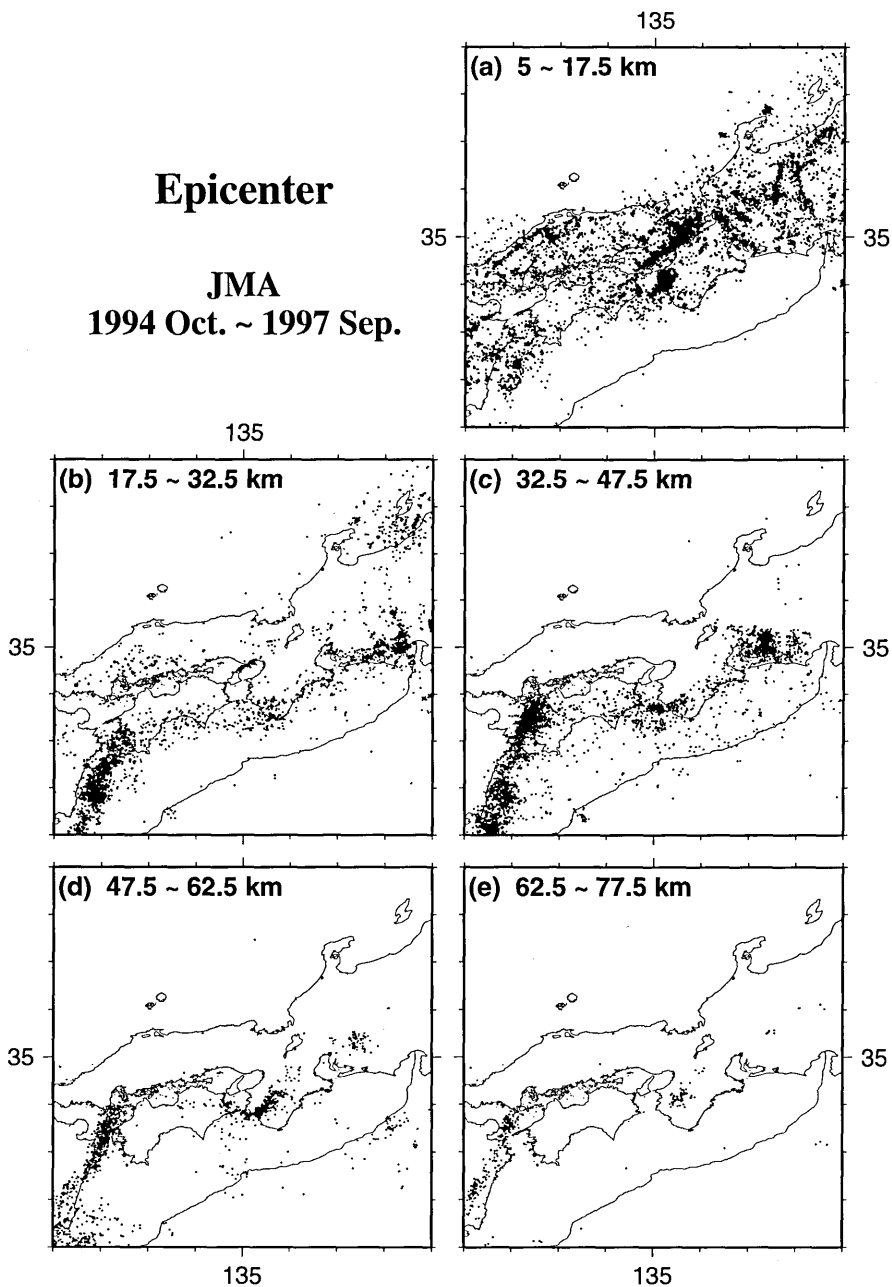 135
(a) 5 ~ 17.5 km
Epicenter
35
35
JMA
1994 Oct. ~ 1997 Sep.
135
(b) 17.5 ~ 32.5 km
(c) 32.5 ~ 47.5 km
35
35
(d) 47.5 ~ 62.5 km
(e) 62.5 ~ 77.5 km
35
35
135
135